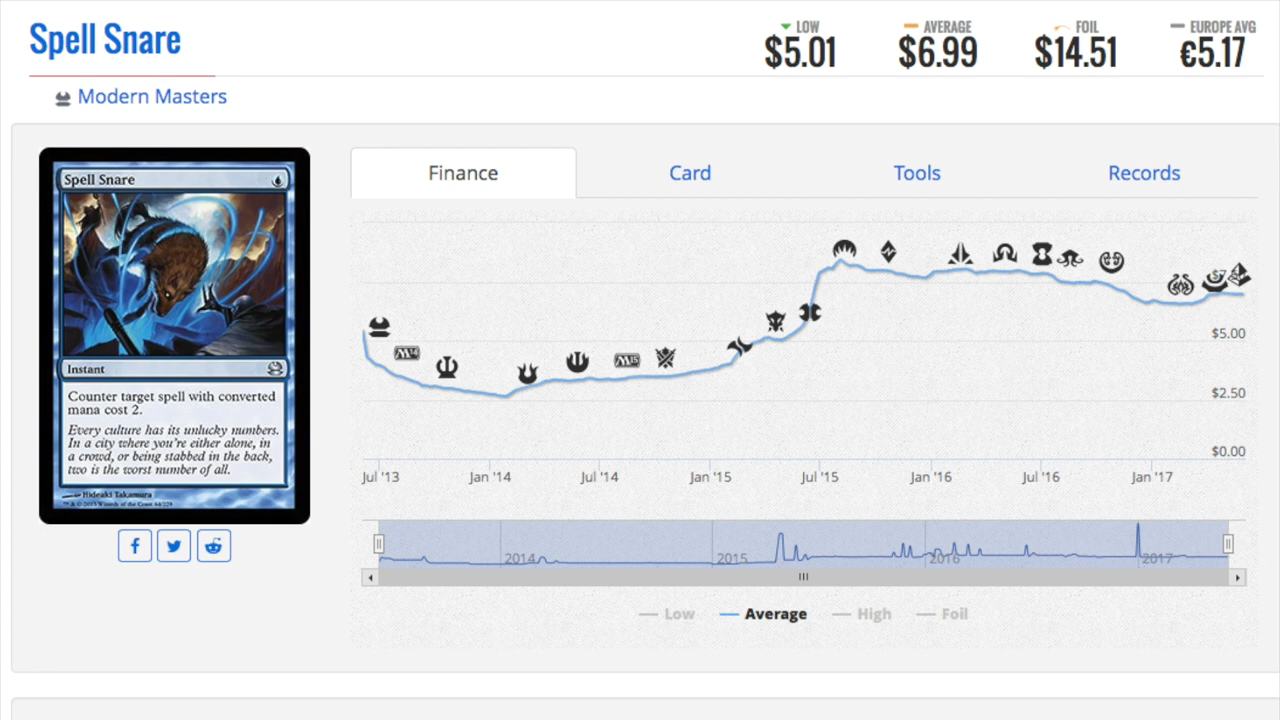 Spell Snare
LOW
$5.01
AVERAGE
$6.99
FOIL
$14.51
EUROPE AVG
€5.17
Modern Masters
Spell Snare
Instant
Counter target spell with converted
mana cost 2.
Every culture has its unlucky numbers.
In a city where you're either alone, in
a crowd, or being stabbed in the back,
two is the worst number of all.
Hideaki Takamura
Finance
Card
Tools
Records
M14
M15
$5.00
$2.50
$0.00
Jul '13
Jan '14
Jul '14
Jan '15
Jul '15
Jan '16
Jul '16
Jan '17
2014
2015
2016
2017
Low
Average
High
Foil